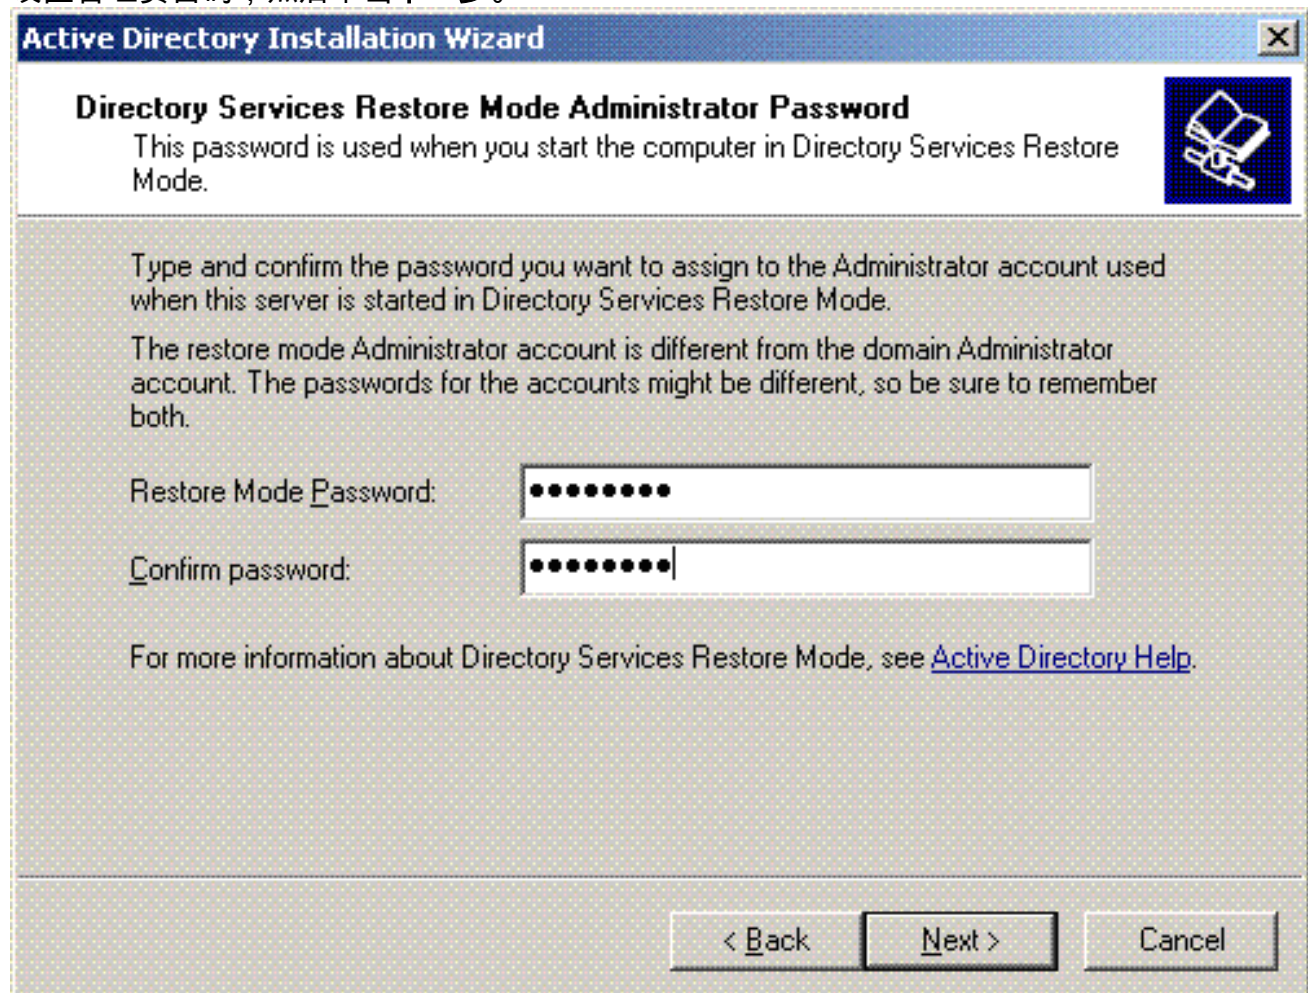 Active Directory Installation Wizard
Directory Services Restore Mode Administrator Password
This password is used when you start the computer in Directory Services Restore
Mode.
Type and confirm the password you want to assign to the Administrator account used
when this server is started in Directory Services Restore Mode.
The restore mode Administrator account is different from the domain Administrator
account. The passwords for the accounts might be different, so be sure to remember
both.
Restore Mode Password: ●●●●●●●●
Confirm password: ●●●●●●●●
For more information about Directory Services Restore Mode, see Active Directory Help.
< Back Next > Cancel